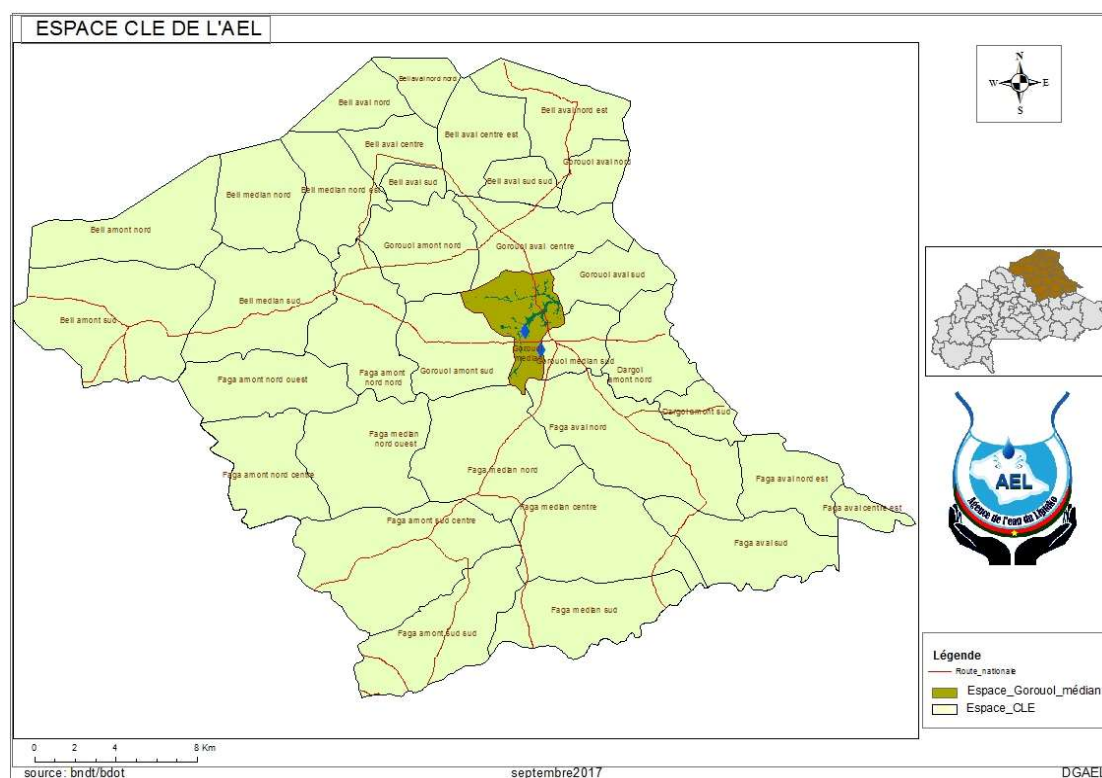 ESPACE CLE DE L'AEL
N
W E
S
Beli aval nord nord
Beli aval nord
Beli aval nord est
Beli aval centre est
Beli aval centre
Gorouol aval nord
Beli aval sud
Beli aval sud sud
Beli median nord
Beli median nord est
Beli amont nord
Gorouol amont nord
Gorouol aval centre
Gorouol aval sud
Beli median sud
Beli amont sud
Gorouol médian sud
Gorouol amont sud
Faga amont
nord nord
Faga amont nord ouest
Dargol
amont nord
Dargol amont sud
Faga aval nord
Faga median
nord ouest
Faga amont nord centre
Faga median nord
Faga aval nord est
Faga median centre
Faga aval centre est
Faga amont sud centre
Faga aval sud
Faga median sud
Faga amont sud sud
AEL
Agence de l'eau du Liptako
Légende
Route_nationale
Espace_Gorouol_médian
Espace_CLE
0 2 4 8 Km
source: bndt/bdot
septembre2017
DGAEL